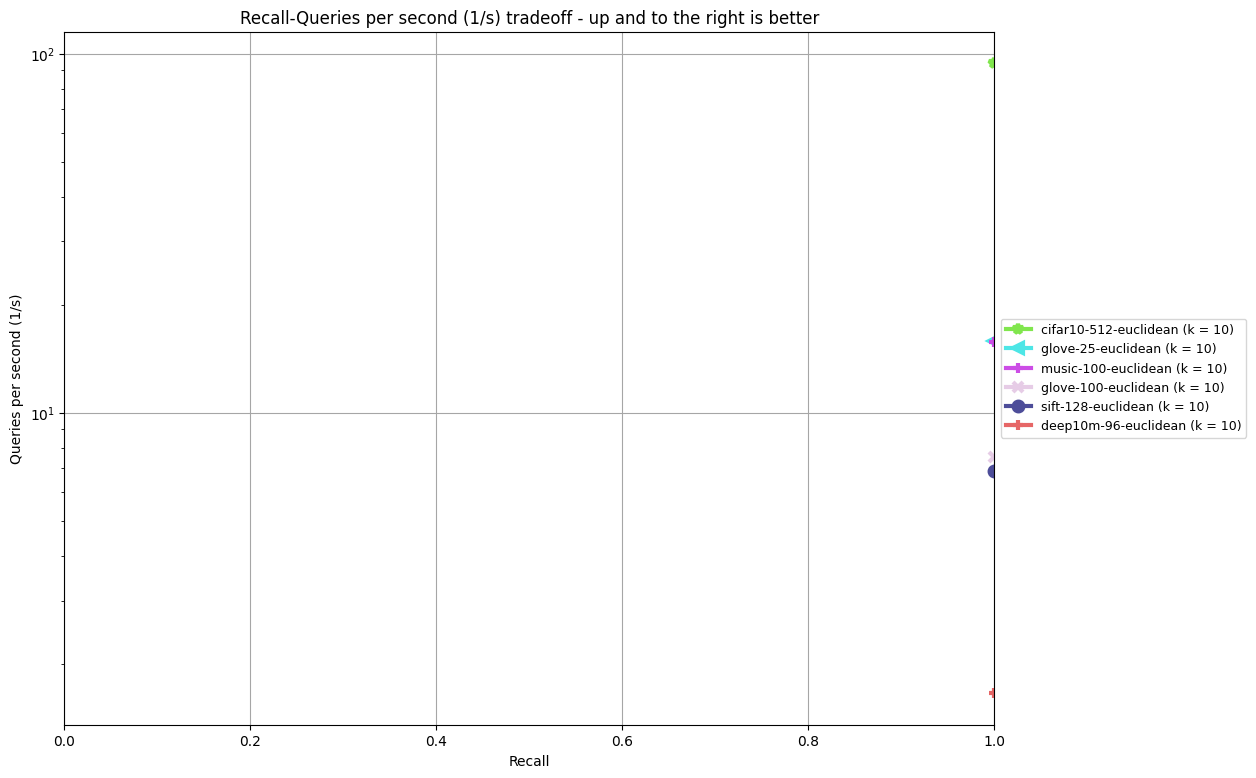 Recall-Queries per second (1/s) tradeoff - up and to the right is better
10²
10¹
Queries per second (1/s)
0.0 0.2 0.4 0.6 0.8 1.0
Recall
cifar10-512-euclidean (k = 10)
glove-25-euclidean (k = 10)
music-100-euclidean (k = 10)
glove-100-euclidean (k = 10)
sift-128-euclidean (k = 10)
deep10m-96-euclidean (k = 10)